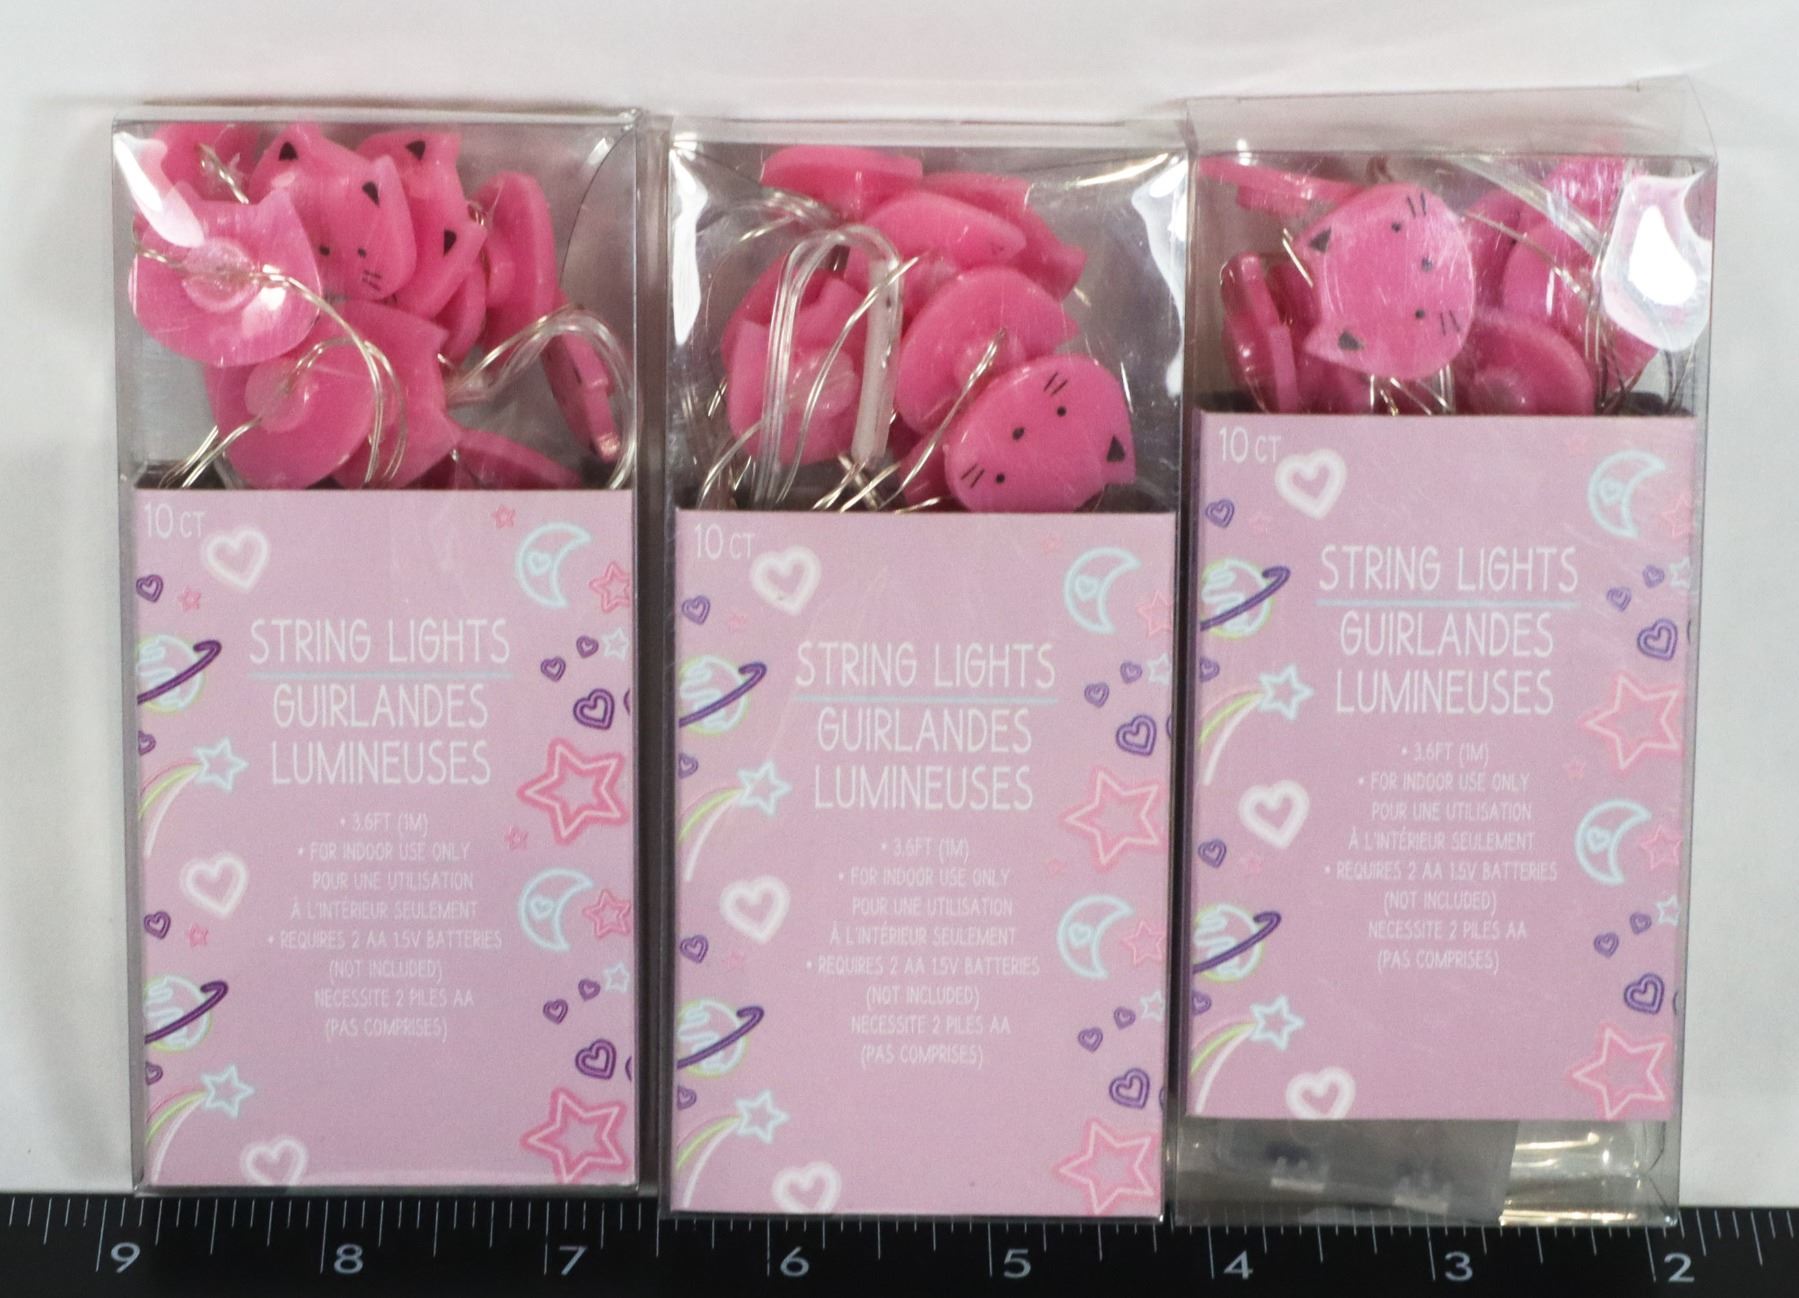 10 CT
STRING LIGHTS
GUIRLANDES
LUMINEUSES
• 3.6FT (1M)
• FOR INDOOR USE ONLY
POUR UNE UTILISATION
À L'INTÉRIEUR SEULEMENT
• REQUIRES 2 AA 1.5V BATTERIES
(NOT INCLUDED)
NECESSITE 2 PILES AA
(PAS COMPRISES)
10 CT
STRING LIGHTS
GUIRLANDES
LUMINEUSES
• 3.6FT (1M)
• FOR INDOOR USE ONLY
POUR UNE UTILISATION
À L'INTÉRIEUR SEULEMENT
• REQUIRES 2 AA 1.5V BATTERIES
(NOT INCLUDED)
NECESSITE 2 PILES AA
(PAS COMPRISES)
10 CT
STRING LIGHTS
GUIRLANDES
LUMINEUSES
• 3.6FT (1M)
• FOR INDOOR USE ONLY
POUR UNE UTILISATION
À L'INTÉRIEUR SEULEMENT
• REQUIRES 2 AA 1.5V BATTERIES
(NOT INCLUDED)
NECESSITE 2 PILES AA
(PAS COMPRISES)
9 8 7 6 5 4 3 2